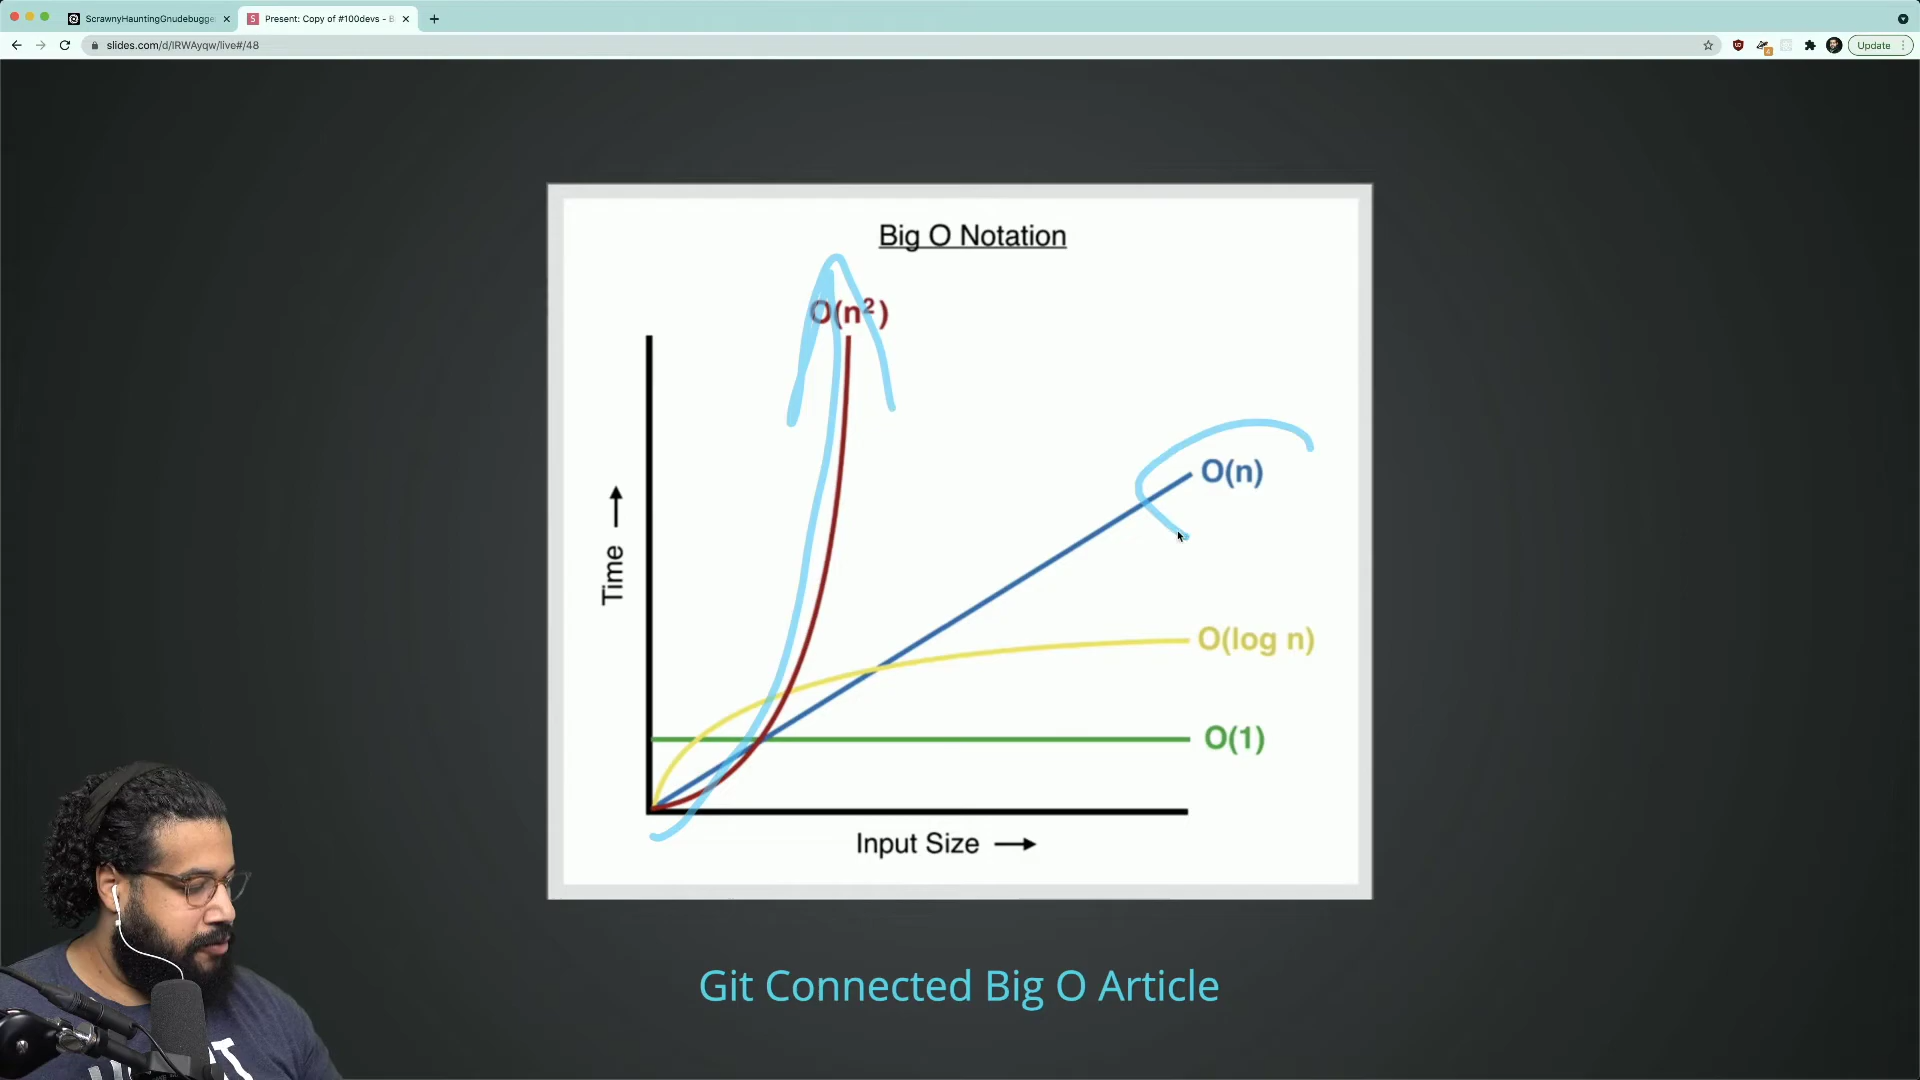 ScrawnyHauntingGnudebugge
Present: Copy of #100devs - B
slides.com/d/IRWAyqw/live#/48
Update
Big O Notation
O(n²)
O(n)
Time
O(log n)
O(1)
Input Size
Git Connected Big O Article